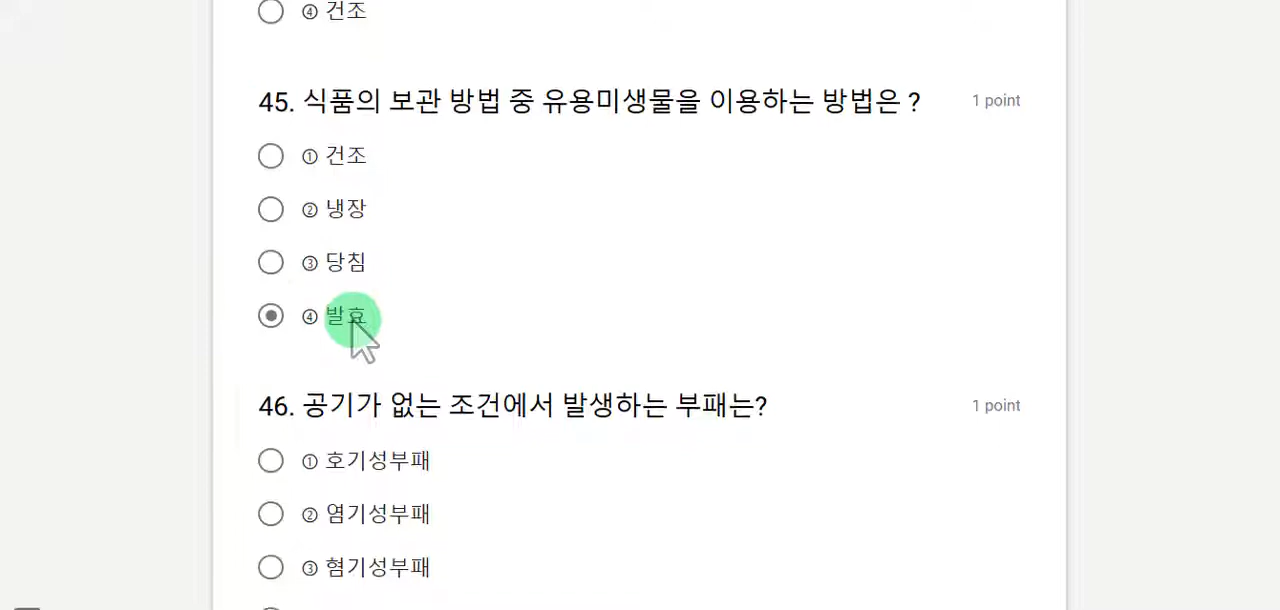 ④ 건조
45. 식품의 보관 방법 중 유용미생물을 이용하는 방법은 ? 1 point
① 건조
② 냉장
③ 당침
④ 발효
46. 공기가 없는 조건에서 발생하는 부패는? 1 point
① 호기성부패
② 염기성부패
③ 혐기성부패